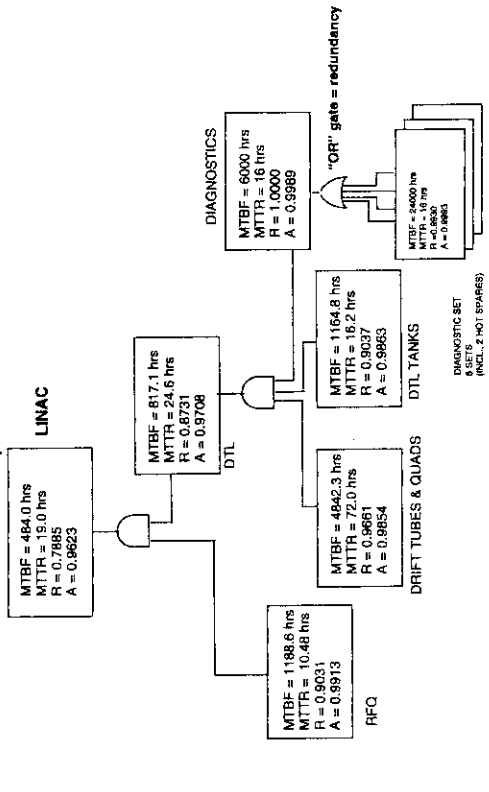 LINAC
MTBF = 484.0 hrs
MTTR = 19.0 hrs
R = 0.7885
A = 0.9623
MTBF = 817.1 hrs
MTTR = 24.6 hrs
R = 0.8731
A = 0.9708
DTL
DIAGNOSTICS
MTBF = 6000 hrs
MTTR = 16 hrs
R = 1.0000
A = 0.9989
"OR" gate = redundancy
MTBF = 1188.6 hrs
MTTR = 10.48 hrs
R = 0.9031
A = 0.9913
RFQ
MTBF = 4842.3 hrs
MTTR = 72.0 hrs
R = 0.9661
A = 0.9854
DRIFT TUBES & QUADS
MTBF = 1164.8 hrs
MTTR = 16.2 hrs
R = 0.9037
A = 0.9863
DTL TANKS
MTBF = 24000 hrs
MTTR = 16 hrs
R = 0.9930
A = 0.9993
DIAGNOSTIC SET
SETS
(INCL., 2 HOT SPARES)